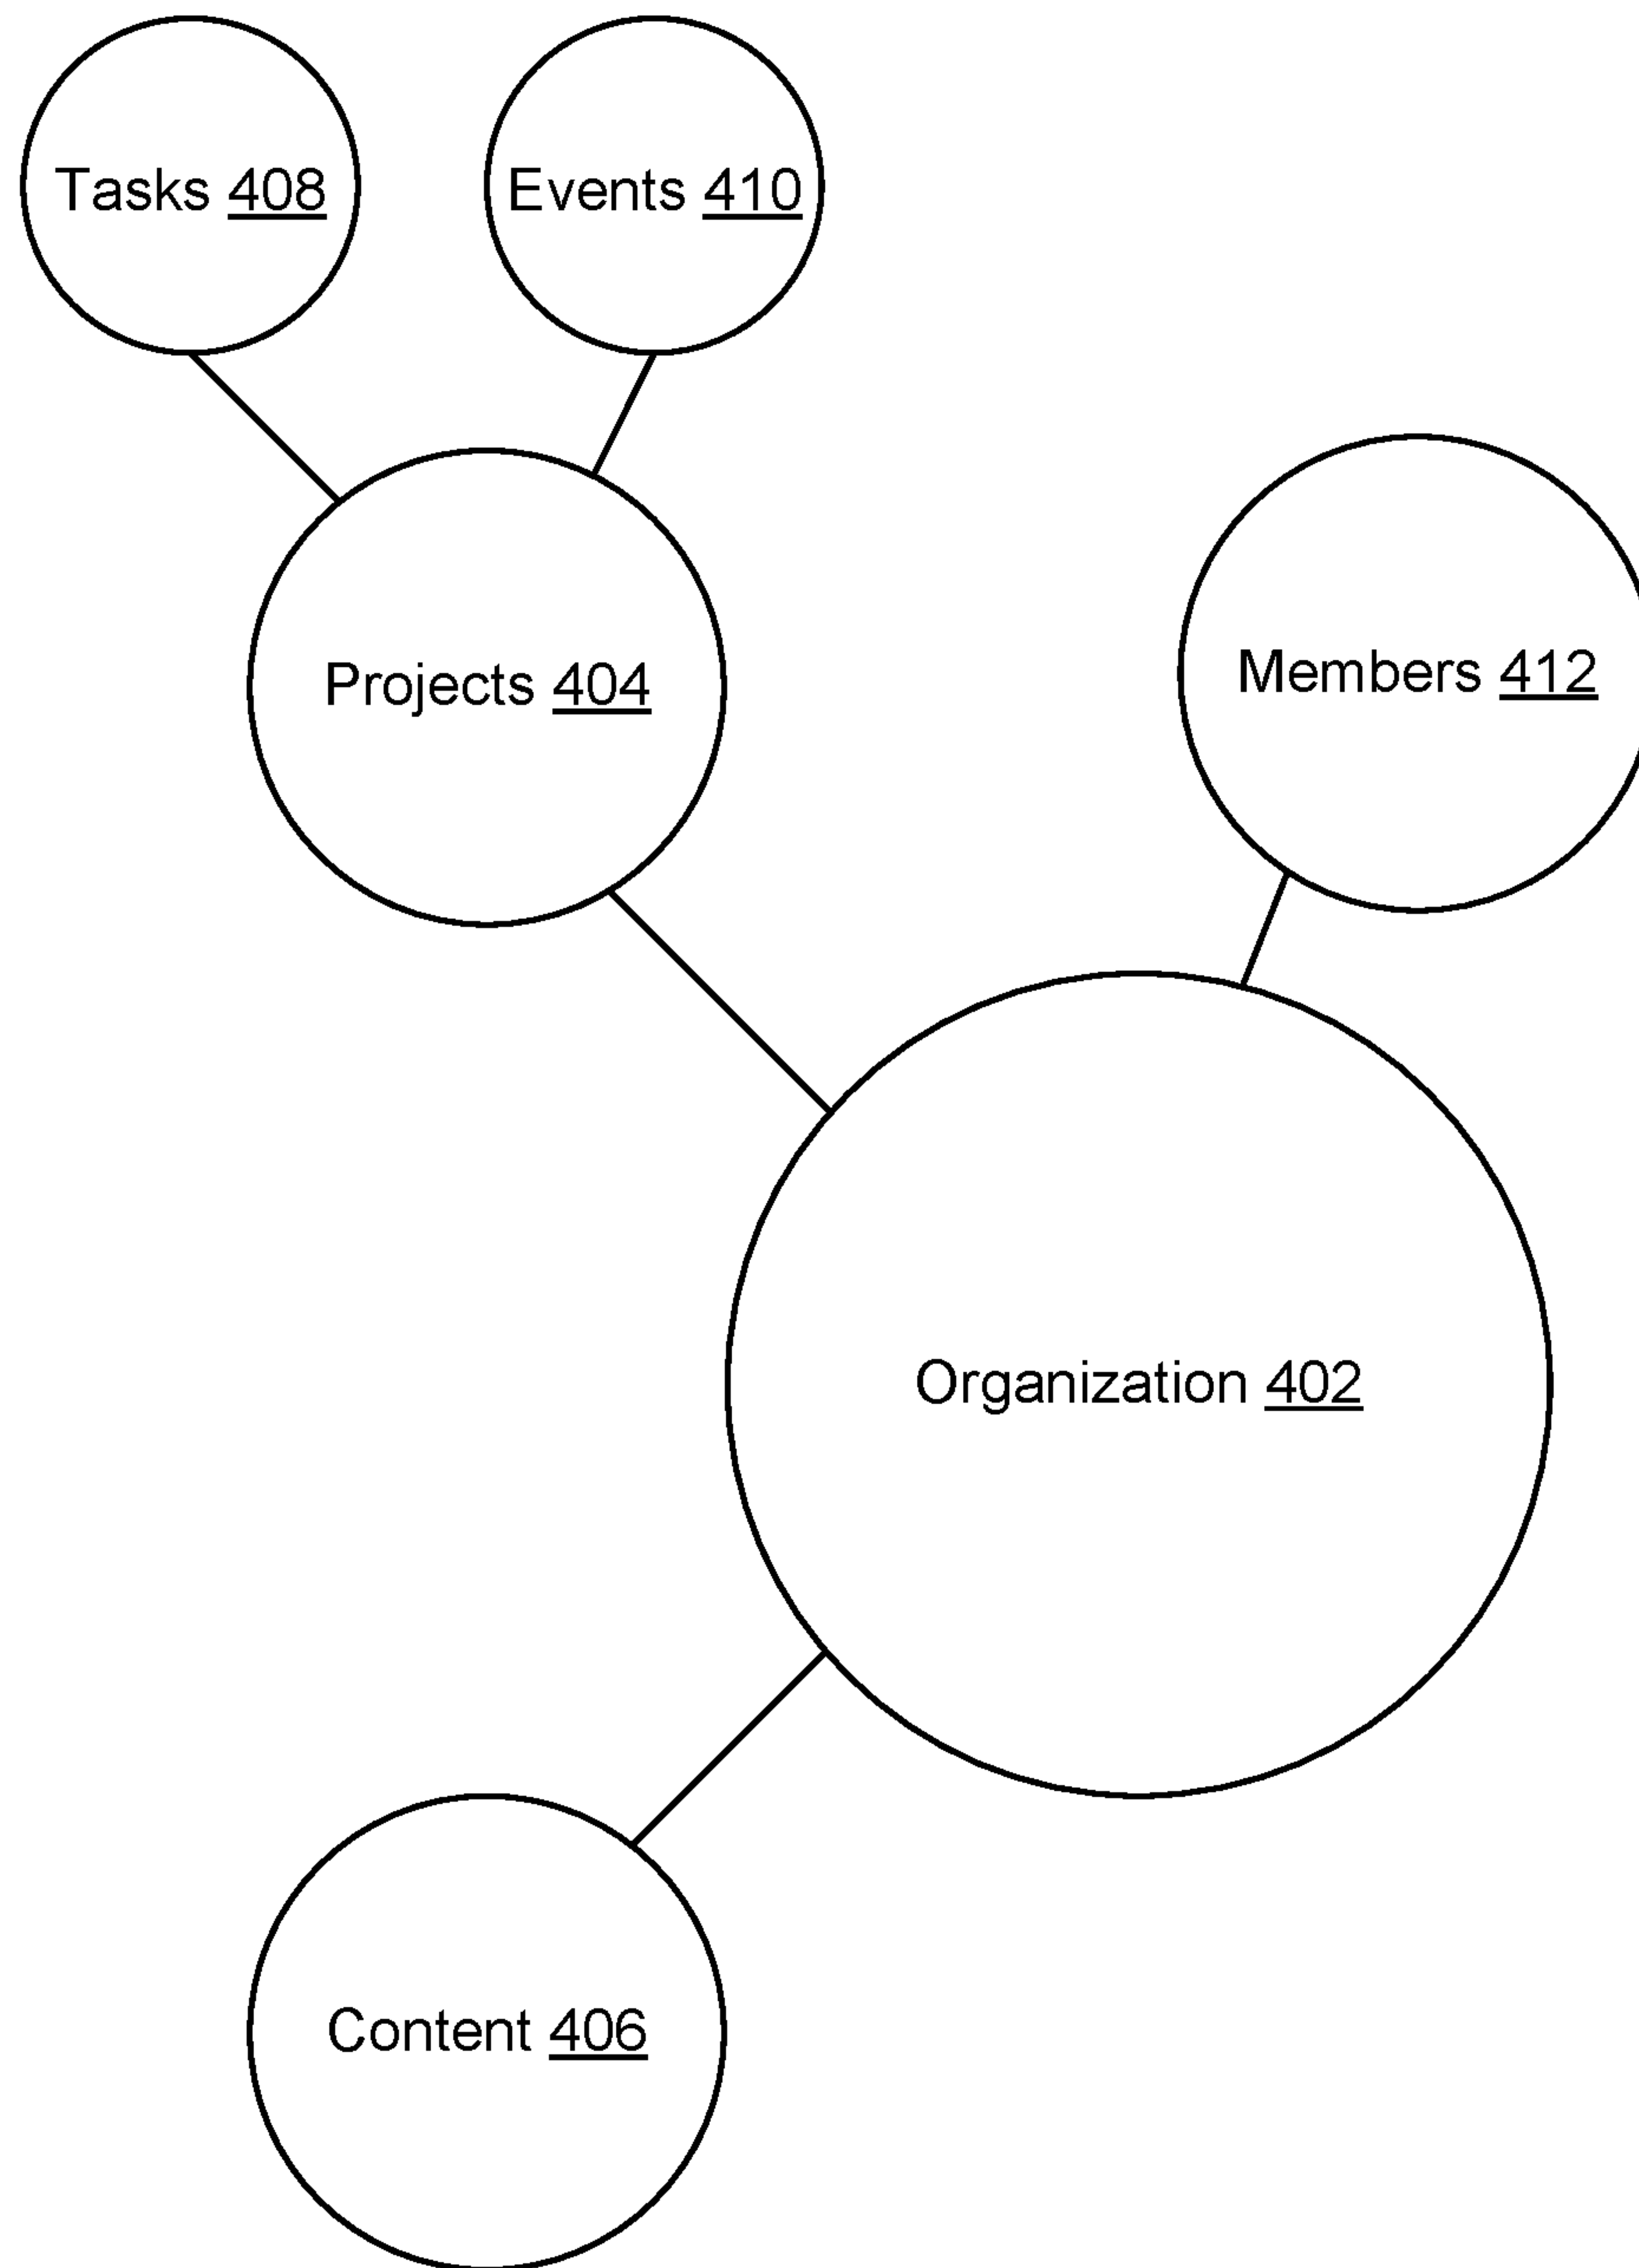 Tasks 408
Events 410
Projects 404
Members 412
Organization 402
Content 406